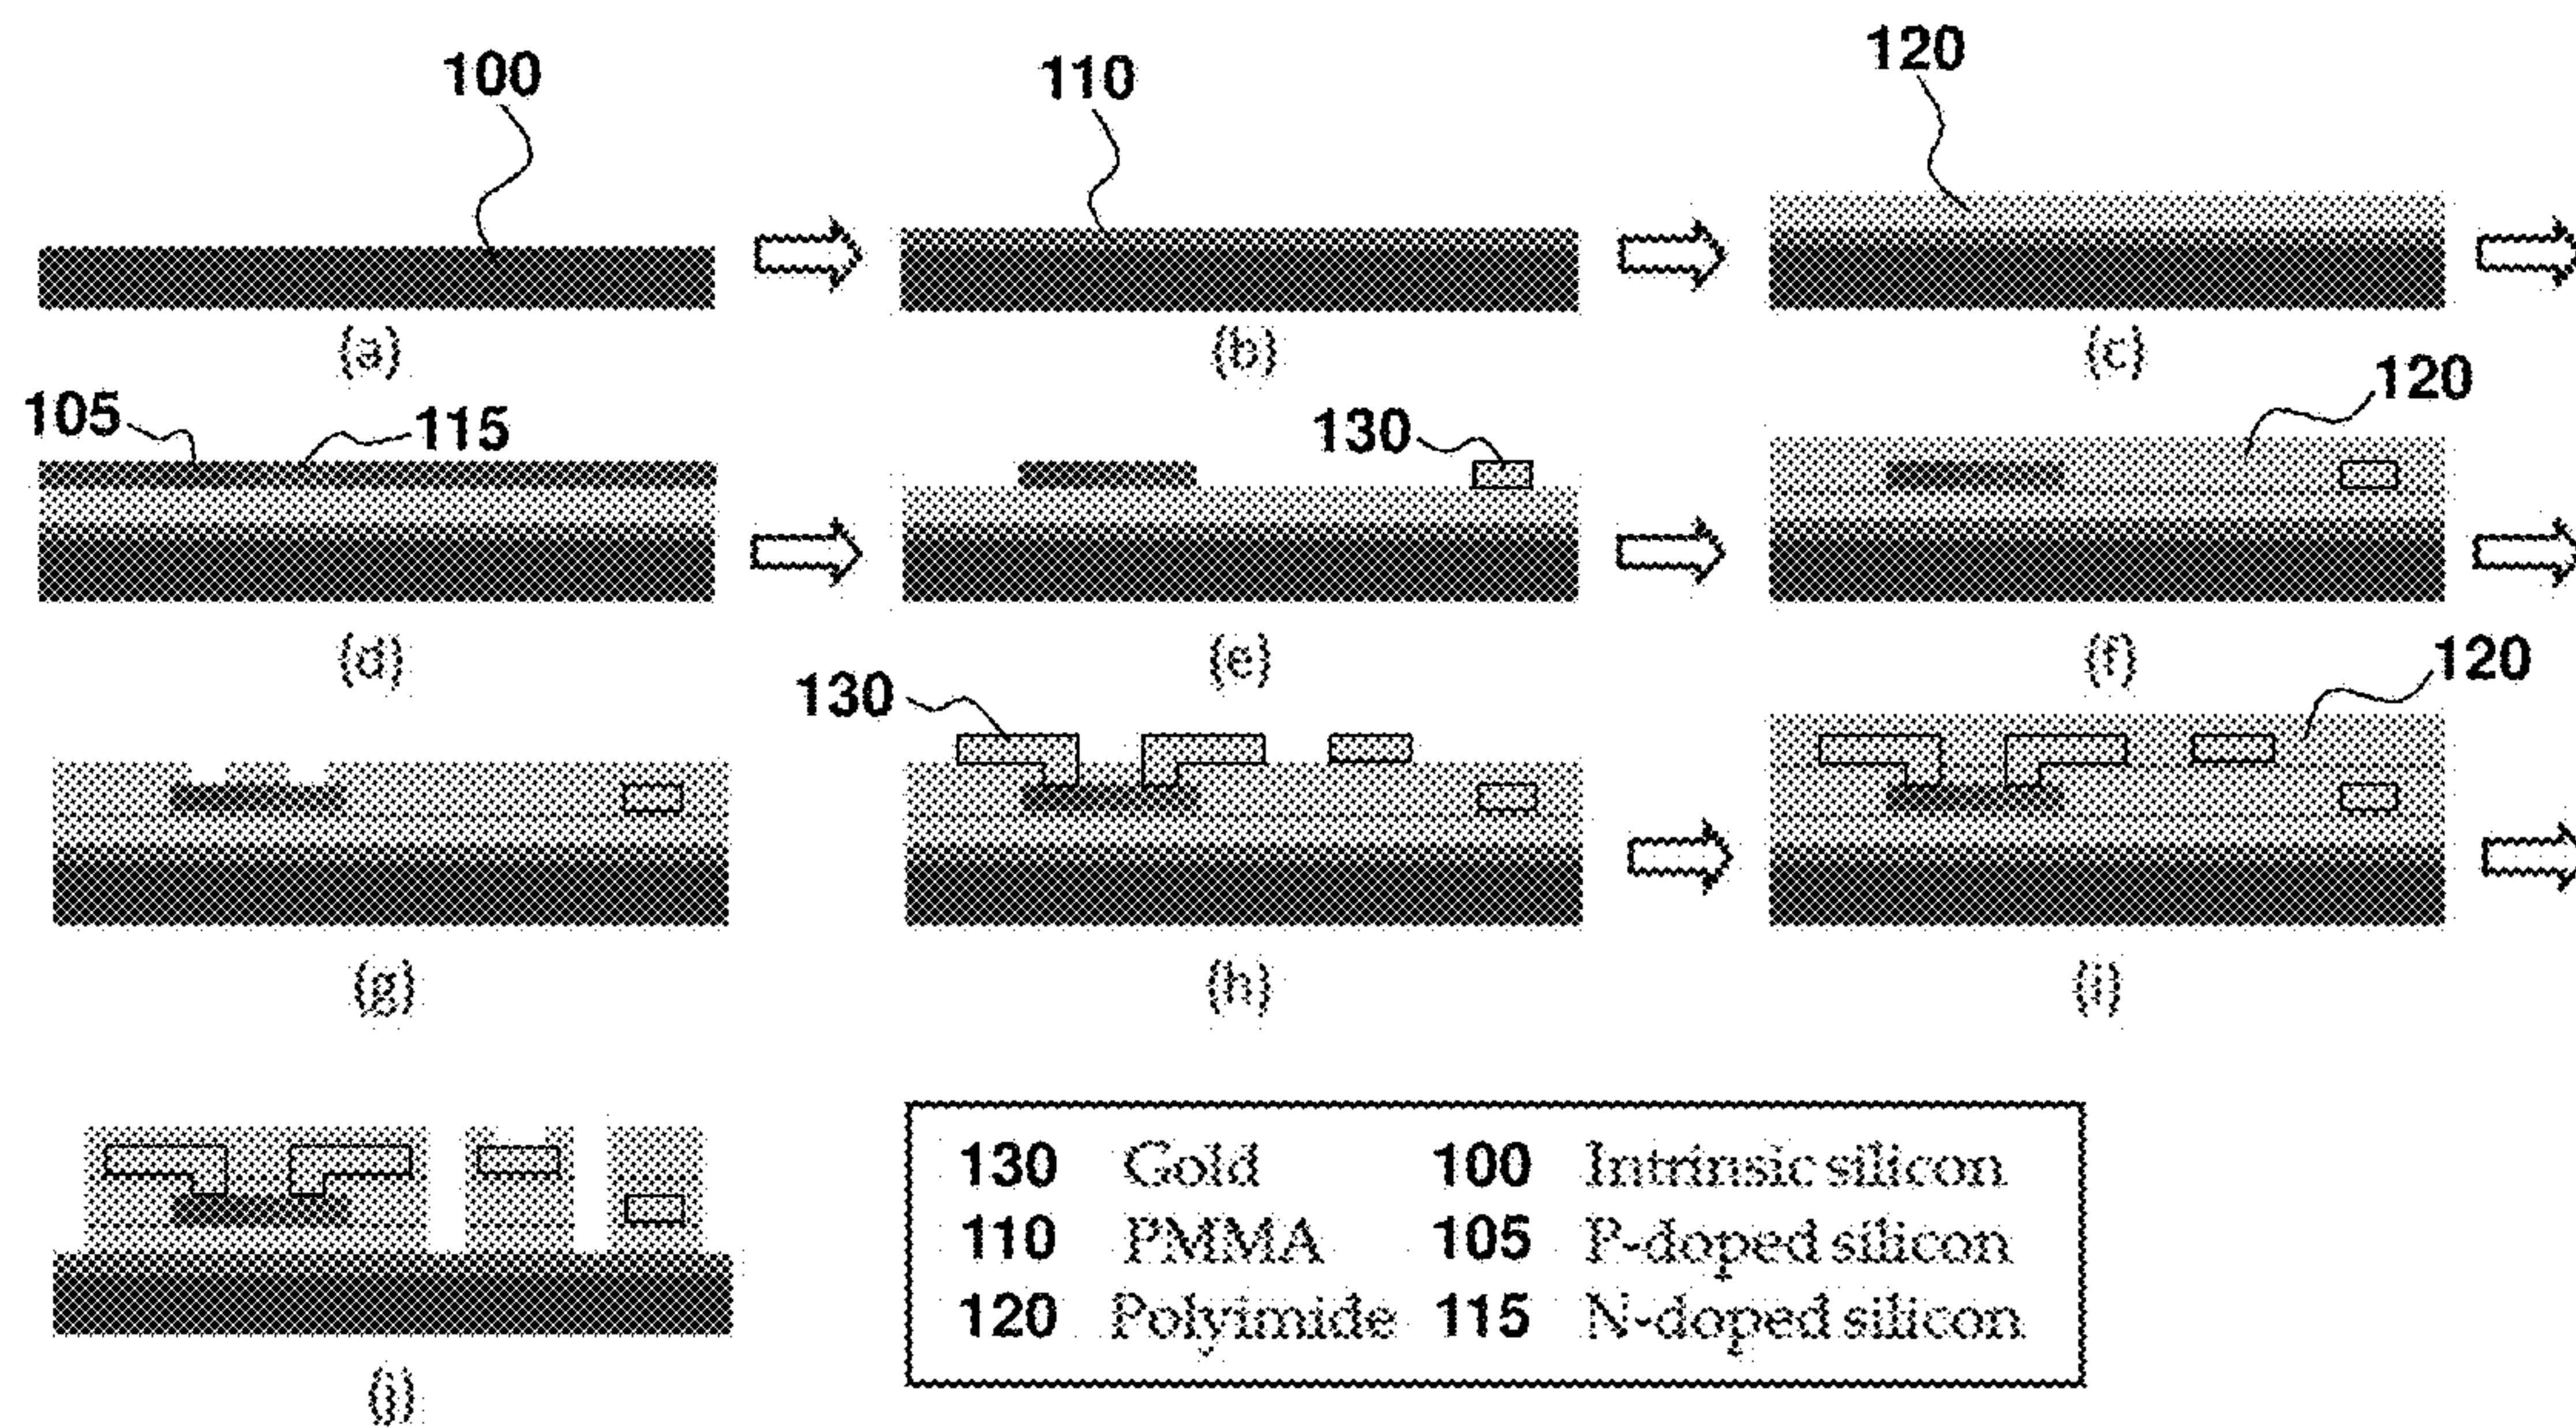 100 110 120
(a) (b) (c)
105 115 130 120
(d) (e) (f)
130 120
(g) (h) (i)
130 Gold 100 Intrinsic silicon
110 PMMA 105 P-doped silicon
120 Polyimide 115 N-doped silicon
(j)